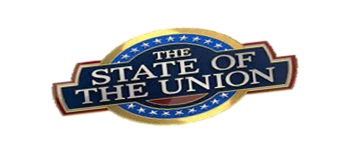 THE
STATE OF
THE UNION